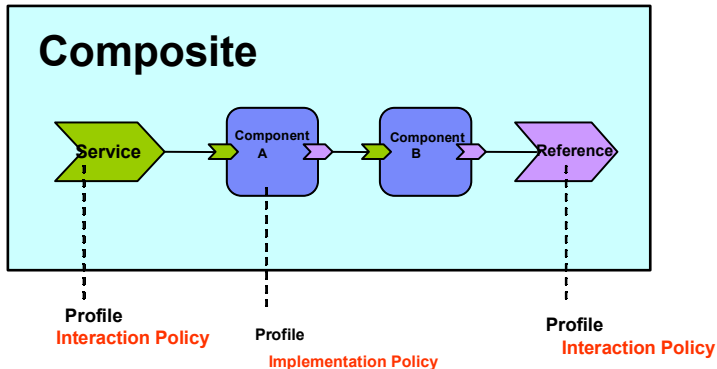 Composite
Service
Component
A
Component
B
Reference
Profile
Interaction Policy
Profile
Implementation Policy
Profile
Interaction Policy